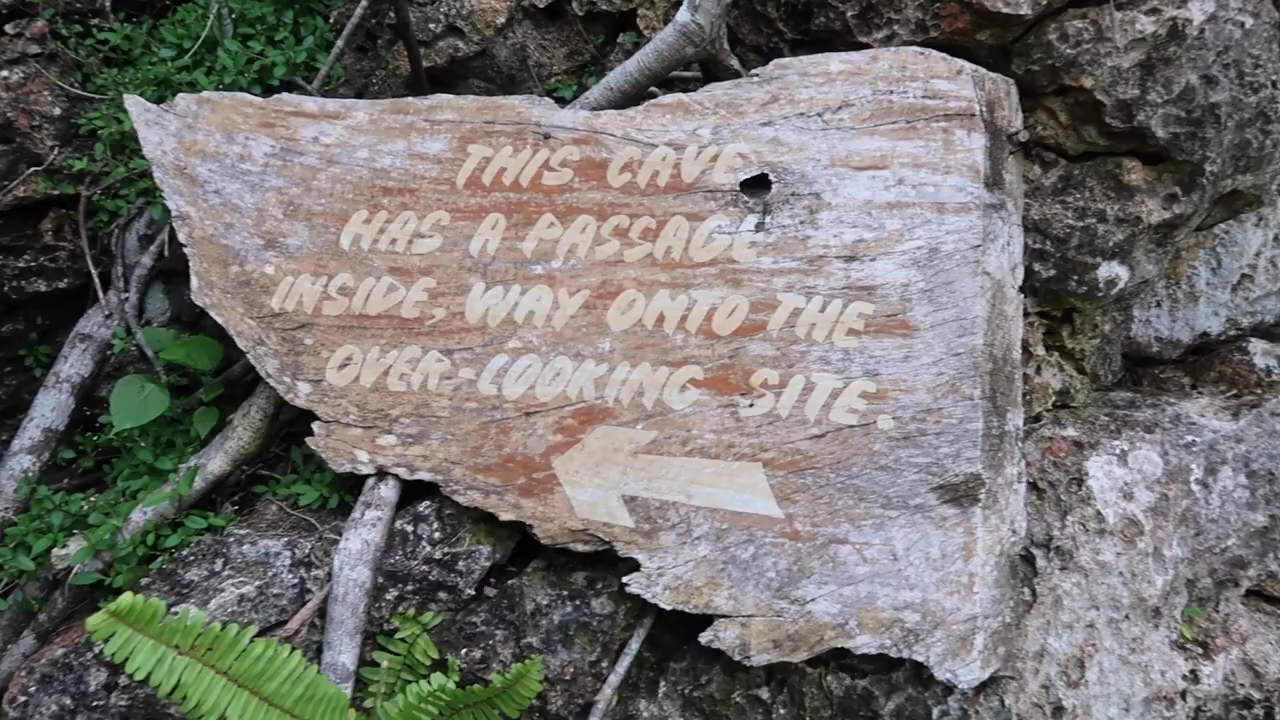 THIS CAVE
HAS A PASSAGE
INSIDE, WAY ONTO THE
OVER-LOOKING SITE.